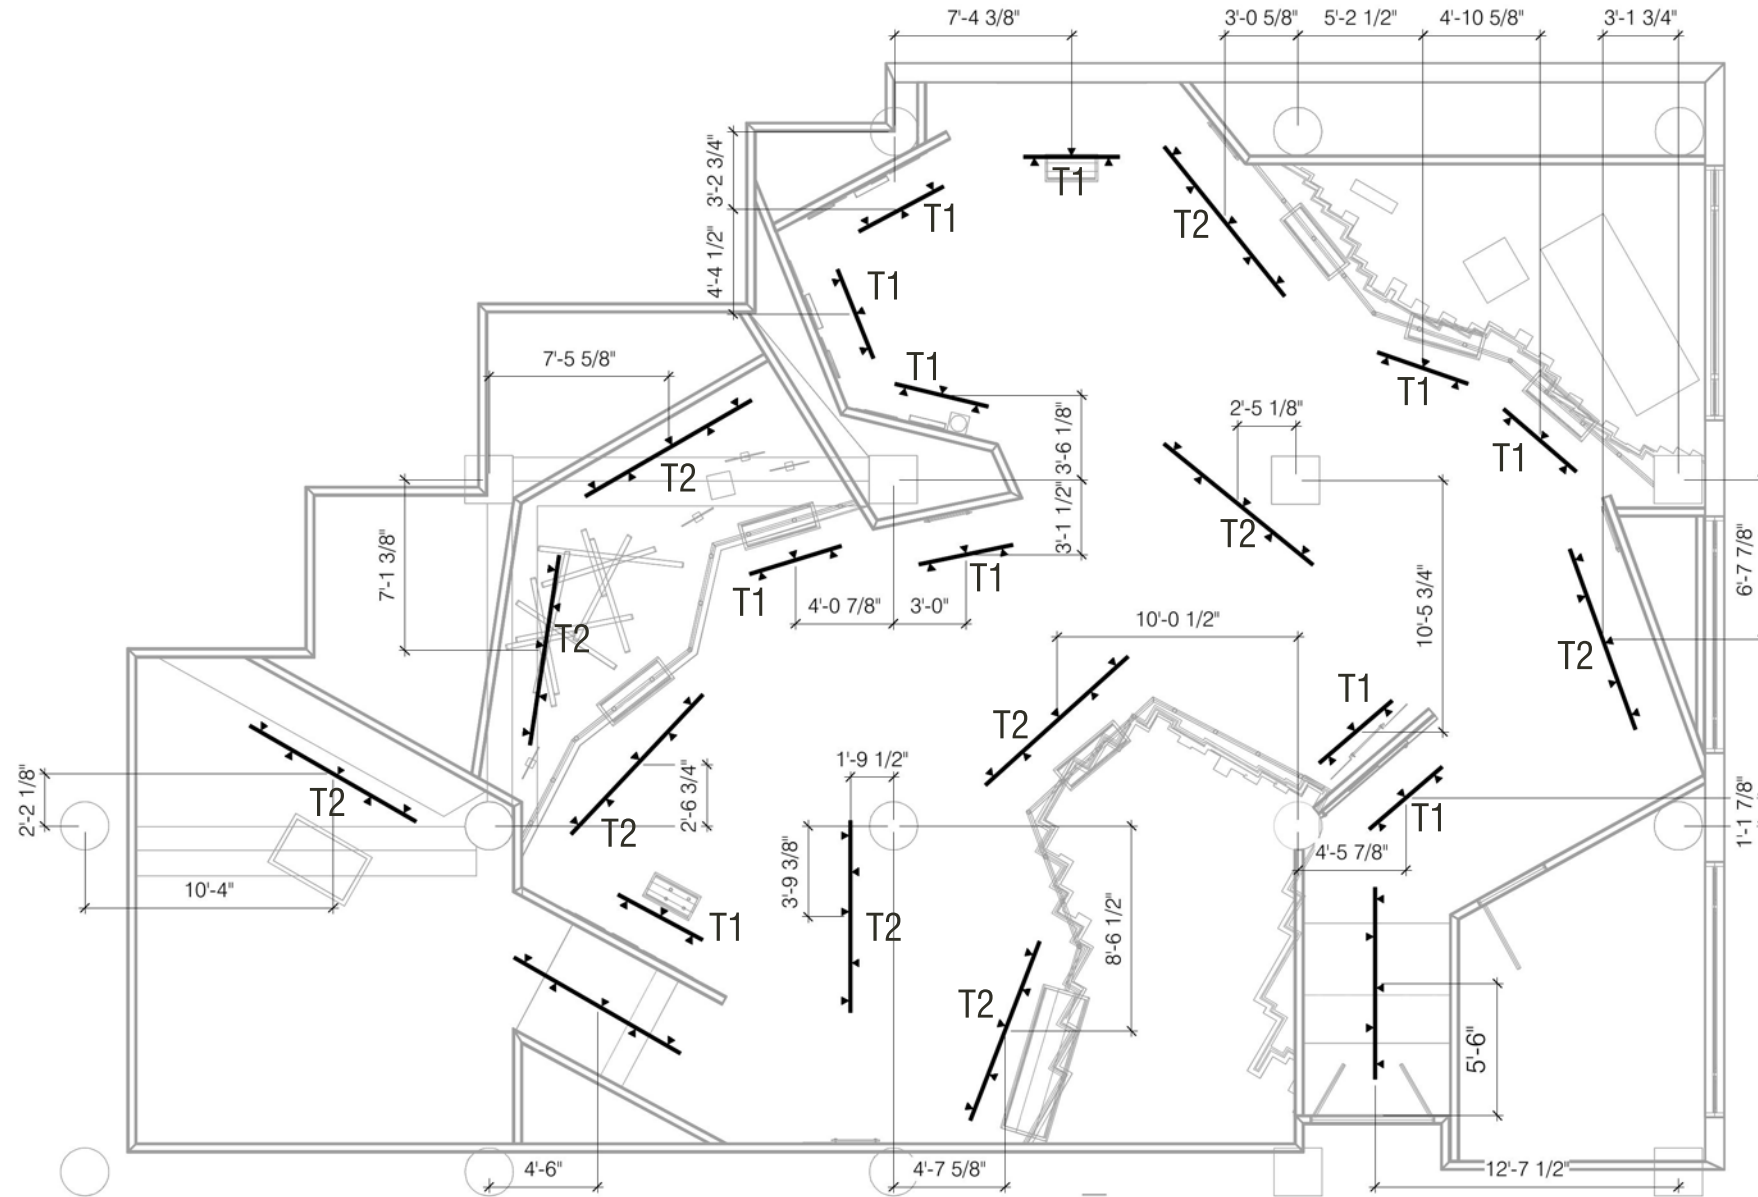 7'-4 3/8"
3'-0 5/8"
5'-2 1/2"
4'-10 5/8"
3'-1 3/4"
3'-2 3/4"
T1
T1
T2
4'-4 1/2"
T1
7'-5 5/8"
T1
T1
2'-5 1/8"
3'-6 1/8"
T1
T2
3'-1 1/2"
T2
7'-1 3/8"
T1
T1
6'-7 7/8"
4'-0 7/8"
3'-0"
10'-0 1/2"
10'-5 3/4"
T2
T2
T1
T2
1'-9 1/2"
2'-2 1/8"
T2
2'-6 3/4"
T2
T1
1'-1 7/8"
4'-5 7/8"
10'-4"
3'-9 3/8"
T1
T2
8'-6 1/2"
T2
5'-6"
4'-6"
4'-7 5/8"
12'-7 1/2"